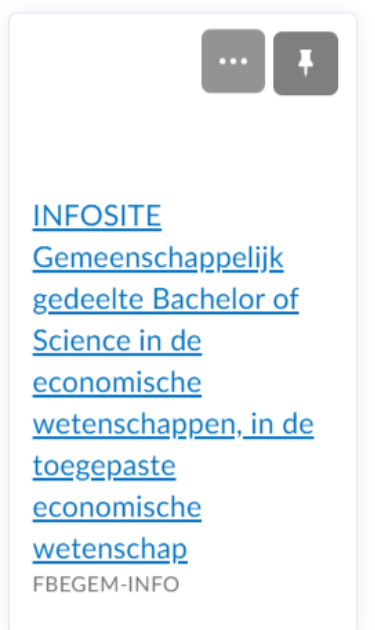 INFOSITE
Gemeenschappelijk
gedeelte Bachelor of
Science in de
economische
wetenschappen, in de
toegepaste
economische
wetenschap
FBEGEM-INFO